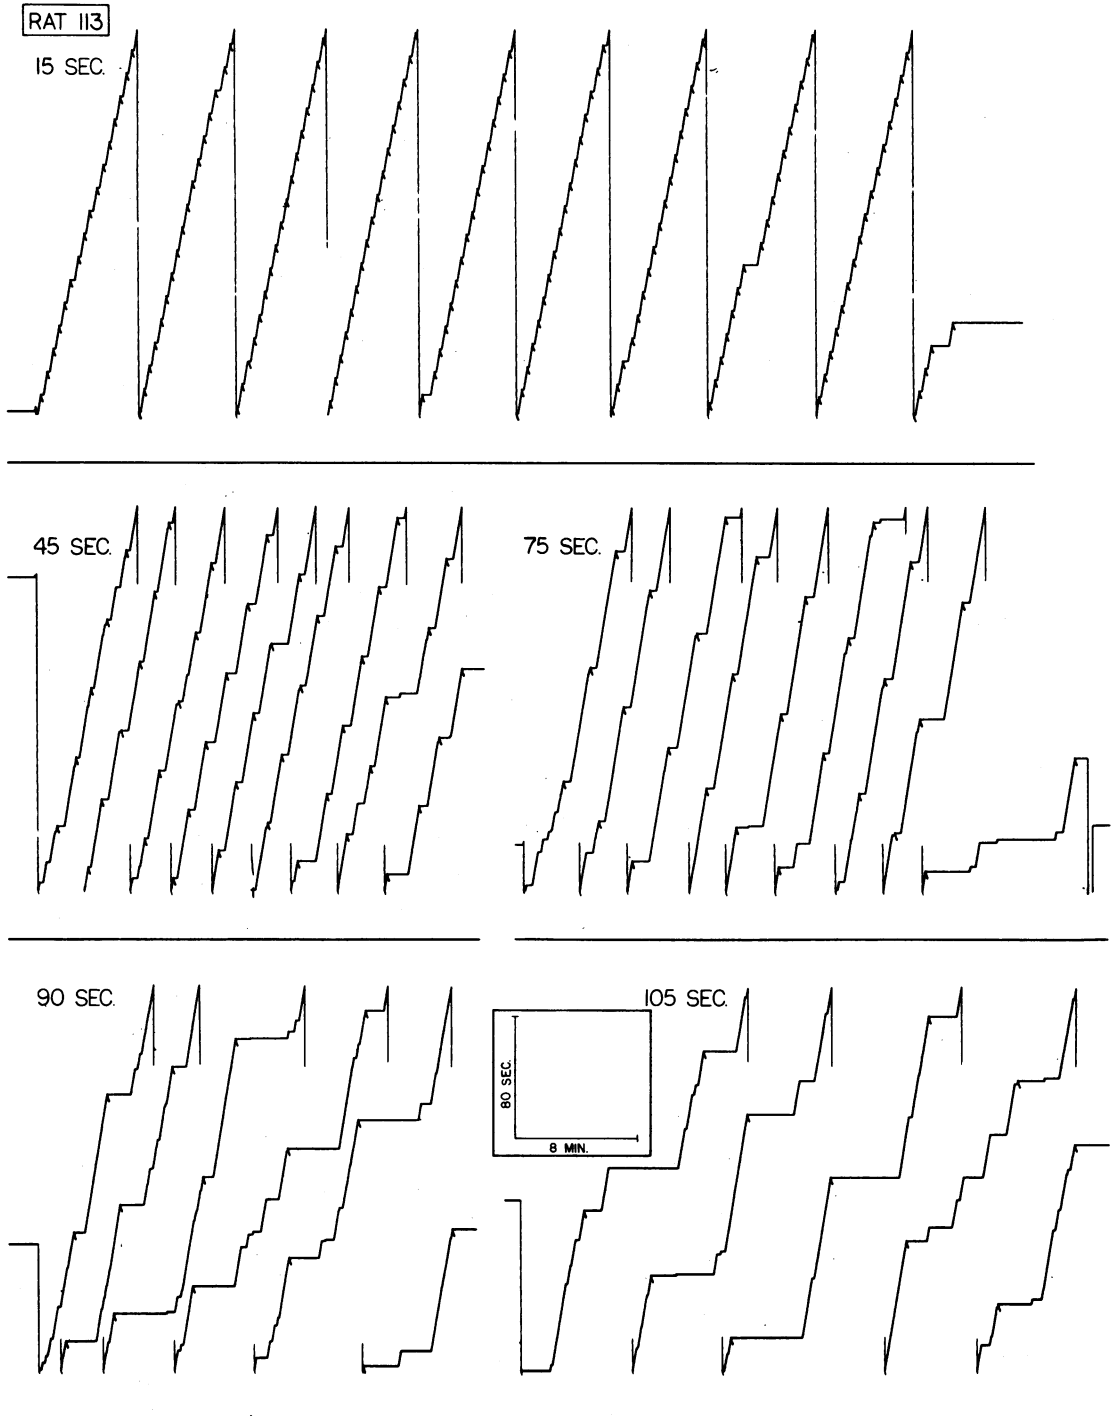 RAT 113
15 SEC.
45 SEC.
75 SEC.
90 SEC.
105 SEC.
80 SEC.
8 MIN.